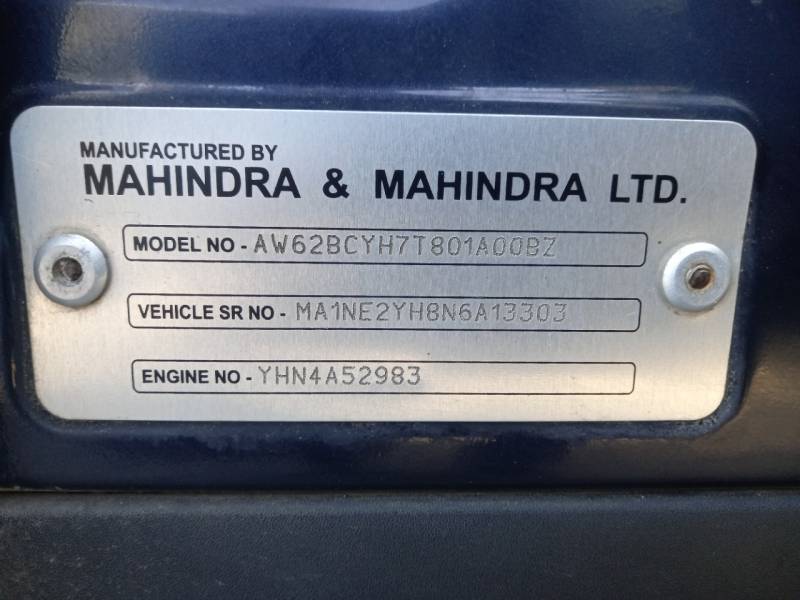 MANUFACTURED BY
MAHINDRA & MAHINDRA LTD.
MODEL NO - AW62BCYH7T801A00BZ
VEHICLE SR NO - MA1NE2YH8N6A13303
ENGINE NO - YHN4A52983